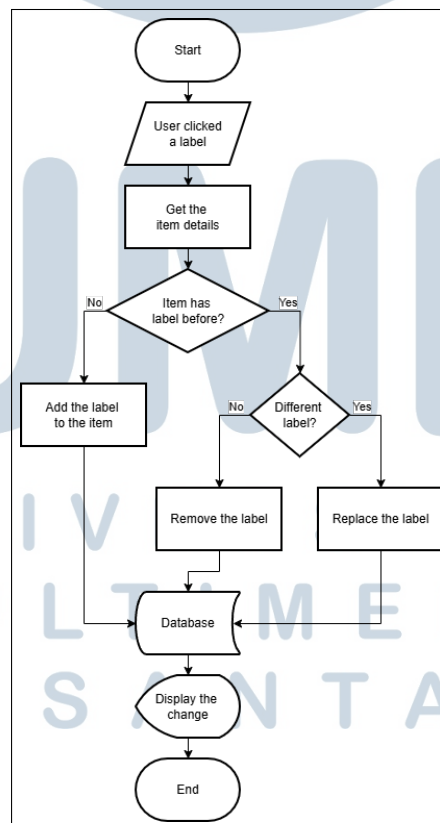 Start
User clicked
a label
Get the
item details
Item has
label before?
No
Yes
Add the label
to the item
Different
label?
No
Yes
Remove the label
Replace the label
Database
Display the
change
End